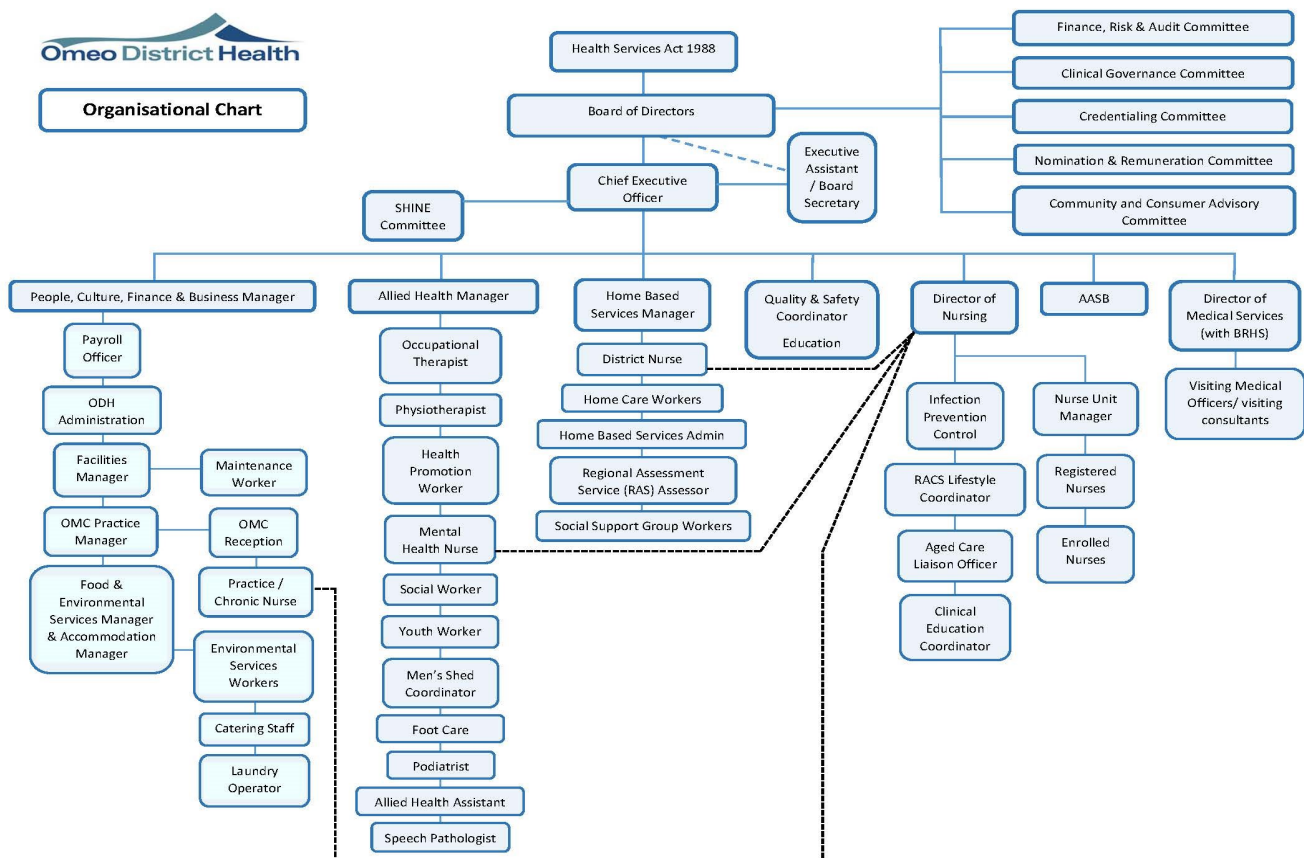 Omeo District Health
Organisational Chart
Health Services Act 1988
Board of Directors
Finance, Risk & Audit Committee
Clinical Governance Committee
Credentialing Committee
Nomination & Remuneration Committee
Community and Consumer Advisory
Committee
Executive
Assistant
/ Board
Secretary
Chief Executive
Officer
SHINE
Committee
People, Culture, Finance & Business Manager
Payroll
Officer
ODH
Administration
Facilities
Manager
Maintenance
Worker
OMC Practice
Manager
OMC
Reception
Practice /
Chronic Nurse
Food &
Environmental
Services Manager
& Accommodation
Manager
Environmental
Services
Workers
Catering Staff
Laundry
Operator
Allied Health Manager
Occupational
Therapist
Physiotherapist
Health
Promotion
Worker
Mental
Health Nurse
Social Worker
Youth Worker
Men's Shed
Coordinator
Foot Care
Podiatrist
Allied Health Assistant
Speech Pathologist
Home Based
Services Manager
District Nurse
Home Care Workers
Home Based Services Admin
Regional Assessment
Service (RAS) Assessor
Social Support Group Workers
Quality & Safety
Coordinator
Education
Director of
Nursing
Infection
Prevention
Control
RACS Lifestyle
Coordinator
Aged Care
Liaison Officer
Clinical
Education
Coordinator
Nurse Unit
Manager
Registered
Nurses
Enrolled
Nurses
AASB
Director of
Medical Services
(with BRHS)
Visiting Medical
Officers/ visiting
consultants